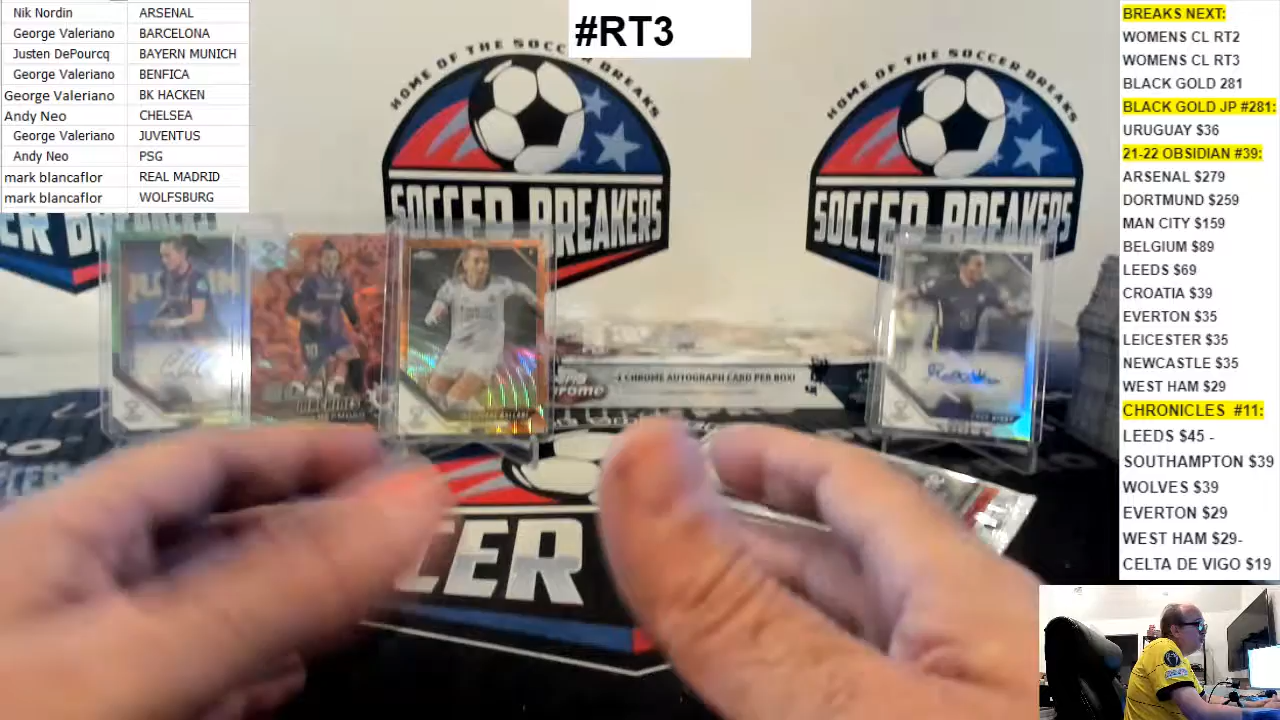 Nik Nordin ARSENAL
George Valeriano BARCELONA
Justen DePourcq BAYERN MUNICH
George Valeriano BENFICA
George Valeriano BK HACKEN
Andy Neo CHELSEA
George Valeriano JUVENTUS
Andy Neo PSG
mark blancaflor REAL MADRID
mark blancaflor WOLFSBURG
#RT3
HOME OF THE SOCC BREAKS
SOCCER BREAKERS
HOME OF THE SOCCER BREAKS
SOCCER BREAKERS
CHROME AUTOGRAPH CARD PER BOX!
MACHINES
CER
BREAKS NEXT:
WOMENS CL RT2
WOMENS CL RT3
BLACK GOLD 281
BLACK GOLD JP #281:
URUGUAY $36
21-22 OBSIDIAN #39:
ARSENAL $279
DORTMUND $259
MAN CITY $159
BELGIUM $89
LEEDS $69
CROATIA $39
EVERTON $35
LEICESTER $35
NEWCASTLE $35
WEST HAM $29
CHRONICLES #11:
LEEDS $45 -
SOUTHAMPTON $39
WOLVES $39
EVERTON $29
WEST HAM $29-
CELTA DE VIGO $19